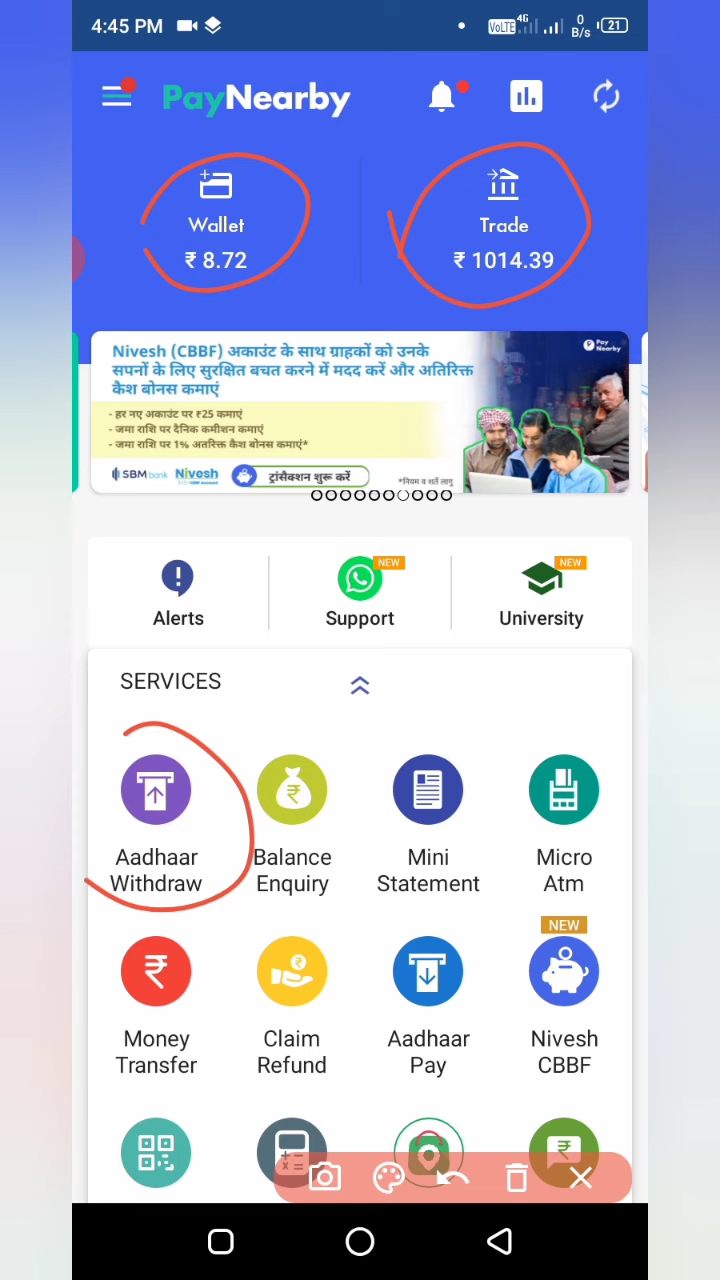 4:45 PM
VoLTE 4G 0 B/s 21
PayNearby
Wallet
₹ 8.72
Trade
₹ 1014.39
Nivesh (CBBF) अकाउंट के साथ ग्राहकों को उनके
सपनों के लिए सुरक्षित बचत करने में मदद करें और अतिरिक्त
कैश बोनस कमाएं
- हर नए अकाउंट पर ₹25 कमाएं
- जमा राशि पर दैनिक कमीशन कमाएं
- जमा राशि पर 1% अतरिक्त कैश बोनस कमाएं*
SBM bank Nivesh ट्रांसैक्शन शुरू करें
*नियम व शर्तें लागु
Pay
Nearby
Alerts
NEW
Support
NEW
University
SERVICES
Aadhaar
Withdraw
Balance
Enquiry
Mini
Statement
Micro
Atm
Money
Transfer
Claim
Refund
Aadhaar
Pay
NEW
Nivesh
CBBF